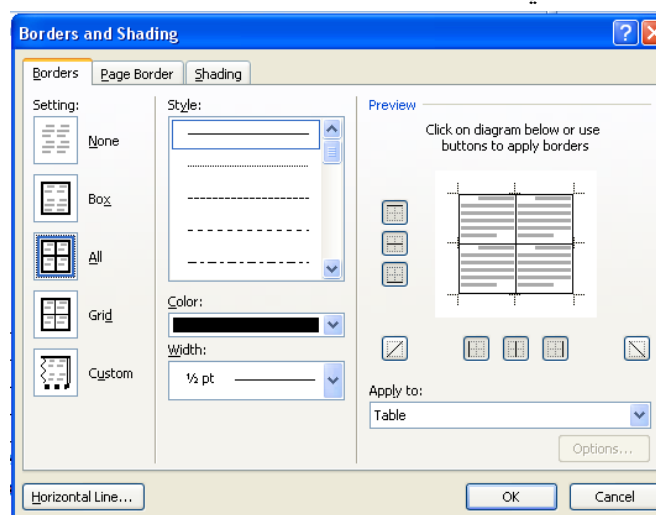 Borders and Shading
Borders
Page Border
Shading
Setting:
None
Box
All
Grid
Custom
Style:
Color:
Width:
½ pt
Preview
Click on diagram below or use
buttons to apply borders
Apply to:
Table
Options...
Horizontal Line...
OK
Cancel